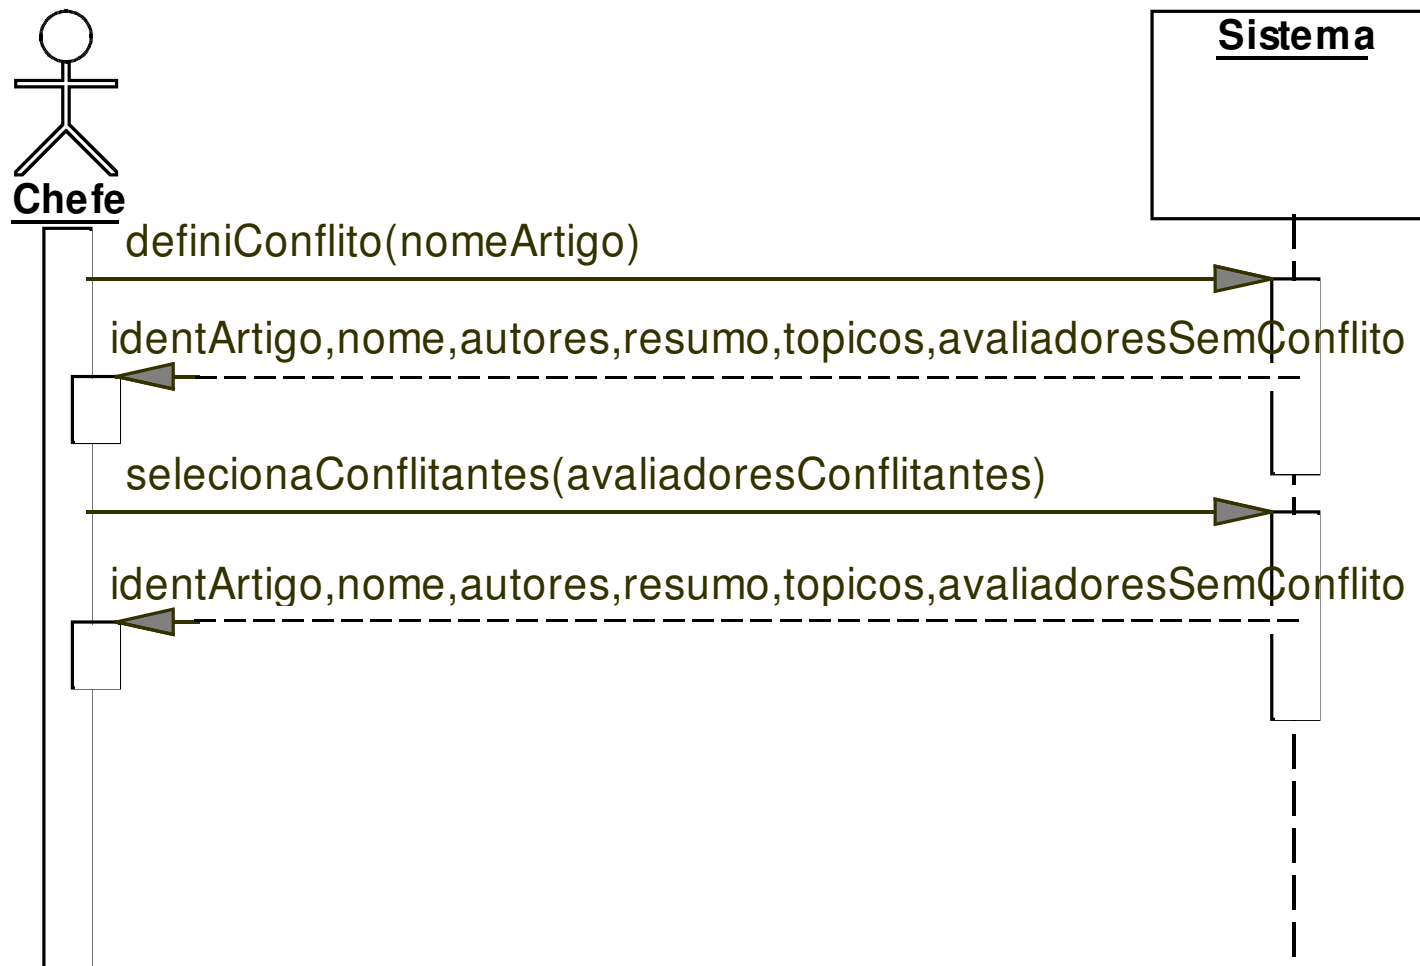 Sistema
Chefe
definiConflito(nomeArtigo)
identArtigo,nome,autores,resumo,topicos,avaliadoresSemConflito
selecionaConflitantes(avaliadoresConflitantes)
identArtigo,nome,autores,resumo,topicos,avaliadoresSemConflito